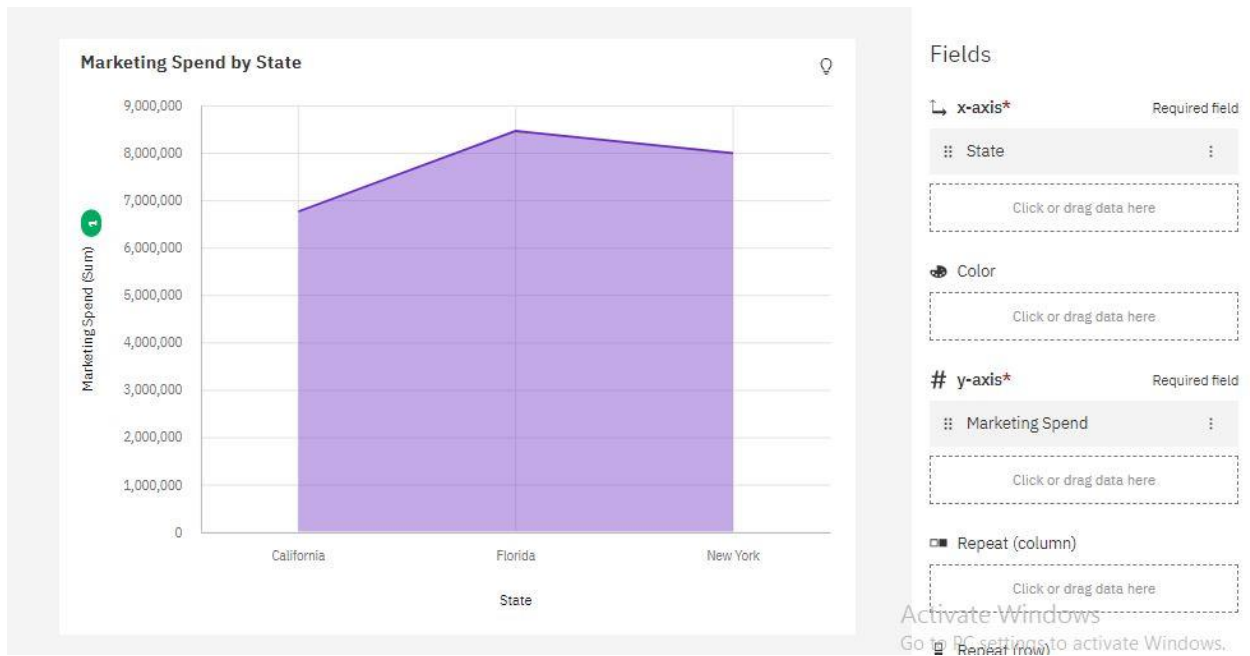 Marketing Spend by State
9,000,000
8,000,000
7,000,000
6,000,000
5,000,000
4,000,000
3,000,000
2,000,000
1,000,000
0
Marketing Spend (Sum)
1
California Florida New York
State
Fields
x-axis* Required field
State
Click or drag data here
Color
Click or drag data here
# y-axis* Required field
Marketing Spend
Click or drag data here
Repeat (column)
Click or drag data here
Activate Windows
Go to PC settings to activate Windows.
Repeat (row)